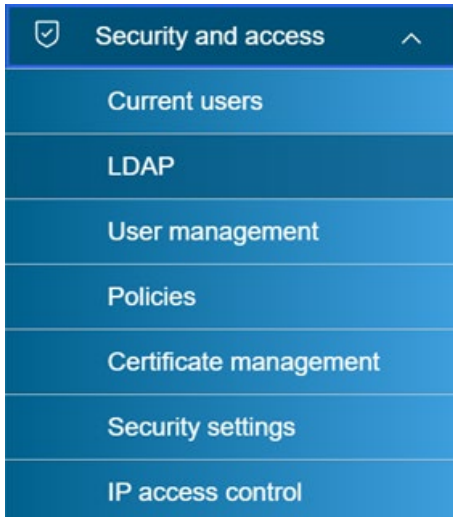 Security and access
Current users
LDAP
User management
Policies
Certificate management
Security settings
IP access control